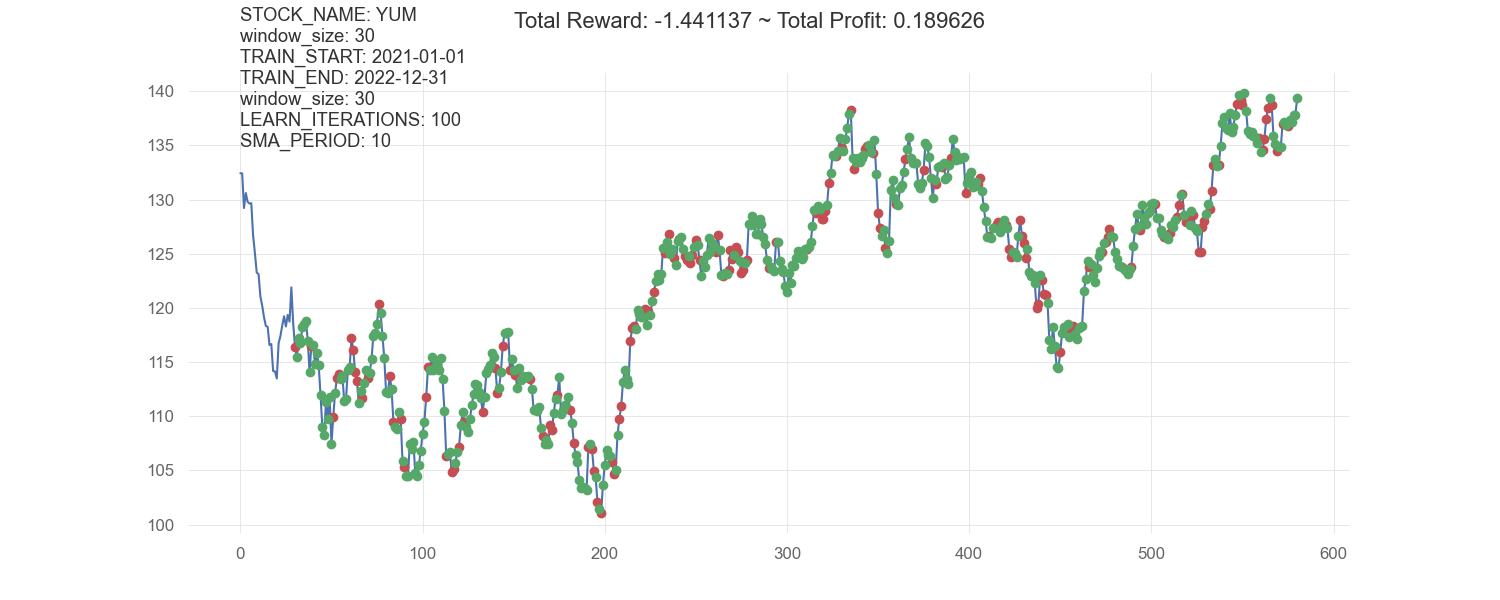 STOCK_NAME: YUM
Total Reward: -1.441137 ~ Total Profit: 0.189626
window_size: 30
TRAIN_START: 2021-01-01
TRAIN_END: 2022-12-31
window_size: 30
LEARN_ITERATIONS: 100
SMA_PERIOD: 10
140
135
130
125
120
115
110
105
100
0 100 200 300 400 500 600